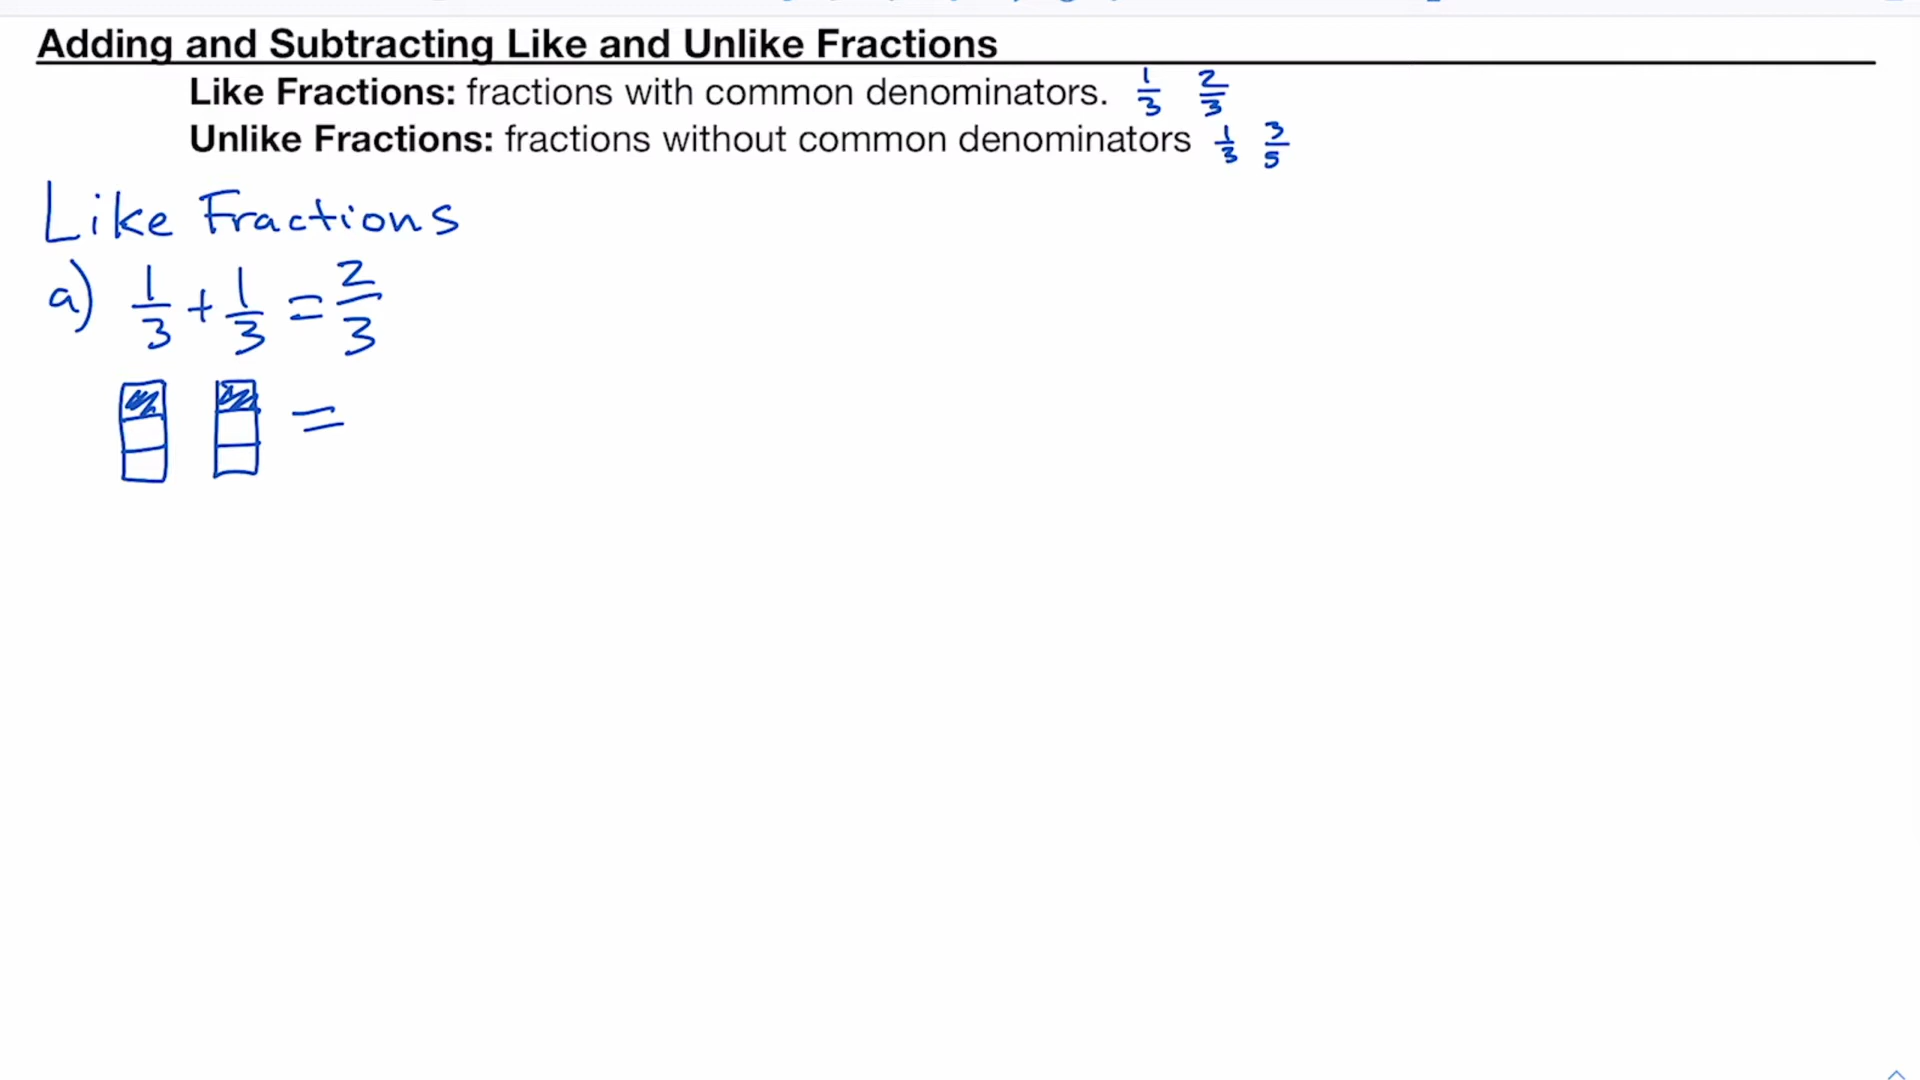 Adding and Subtracting Like and Unlike Fractions
Like Fractions: fractions with common denominators. 1/3 2/3
Unlike Fractions: fractions without common denominators 1/3 3/5
Like Fractions
a) 1/3 + 1/3 = 2/3
=